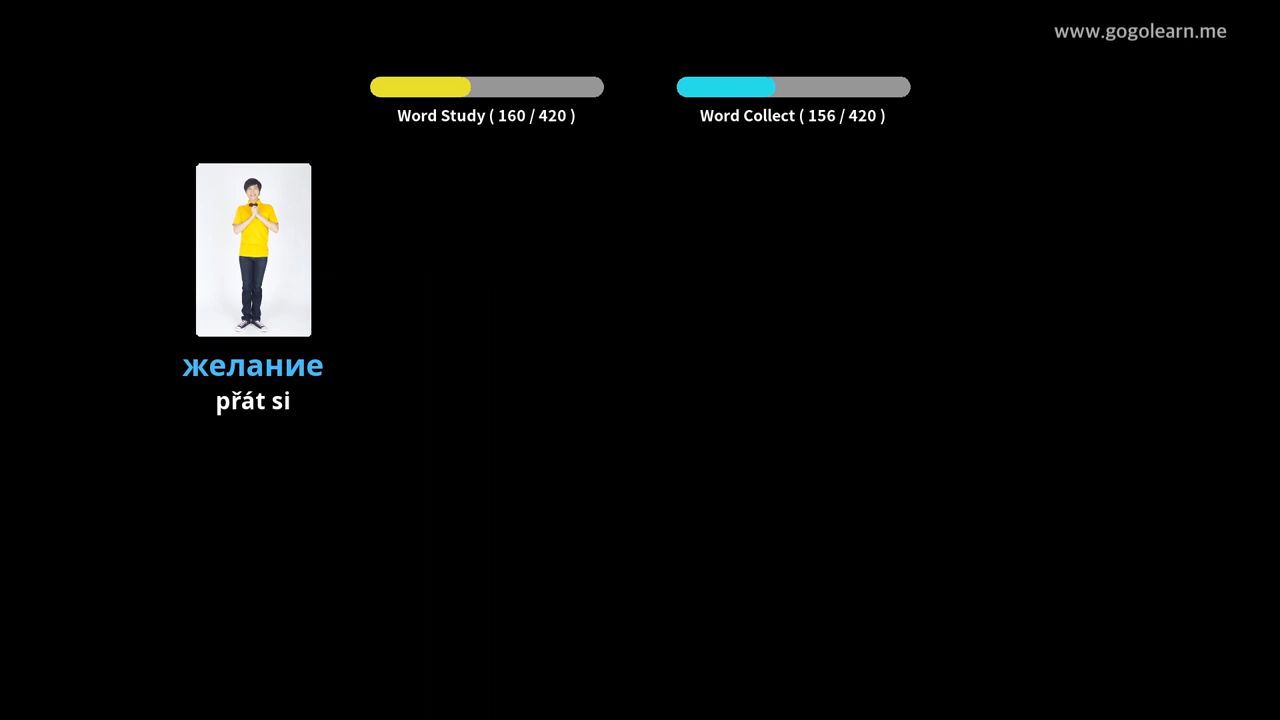 www.gogolearn.me
Word Study ( 160 / 420 )
Word Collect ( 156 / 420 )
желание
přát si